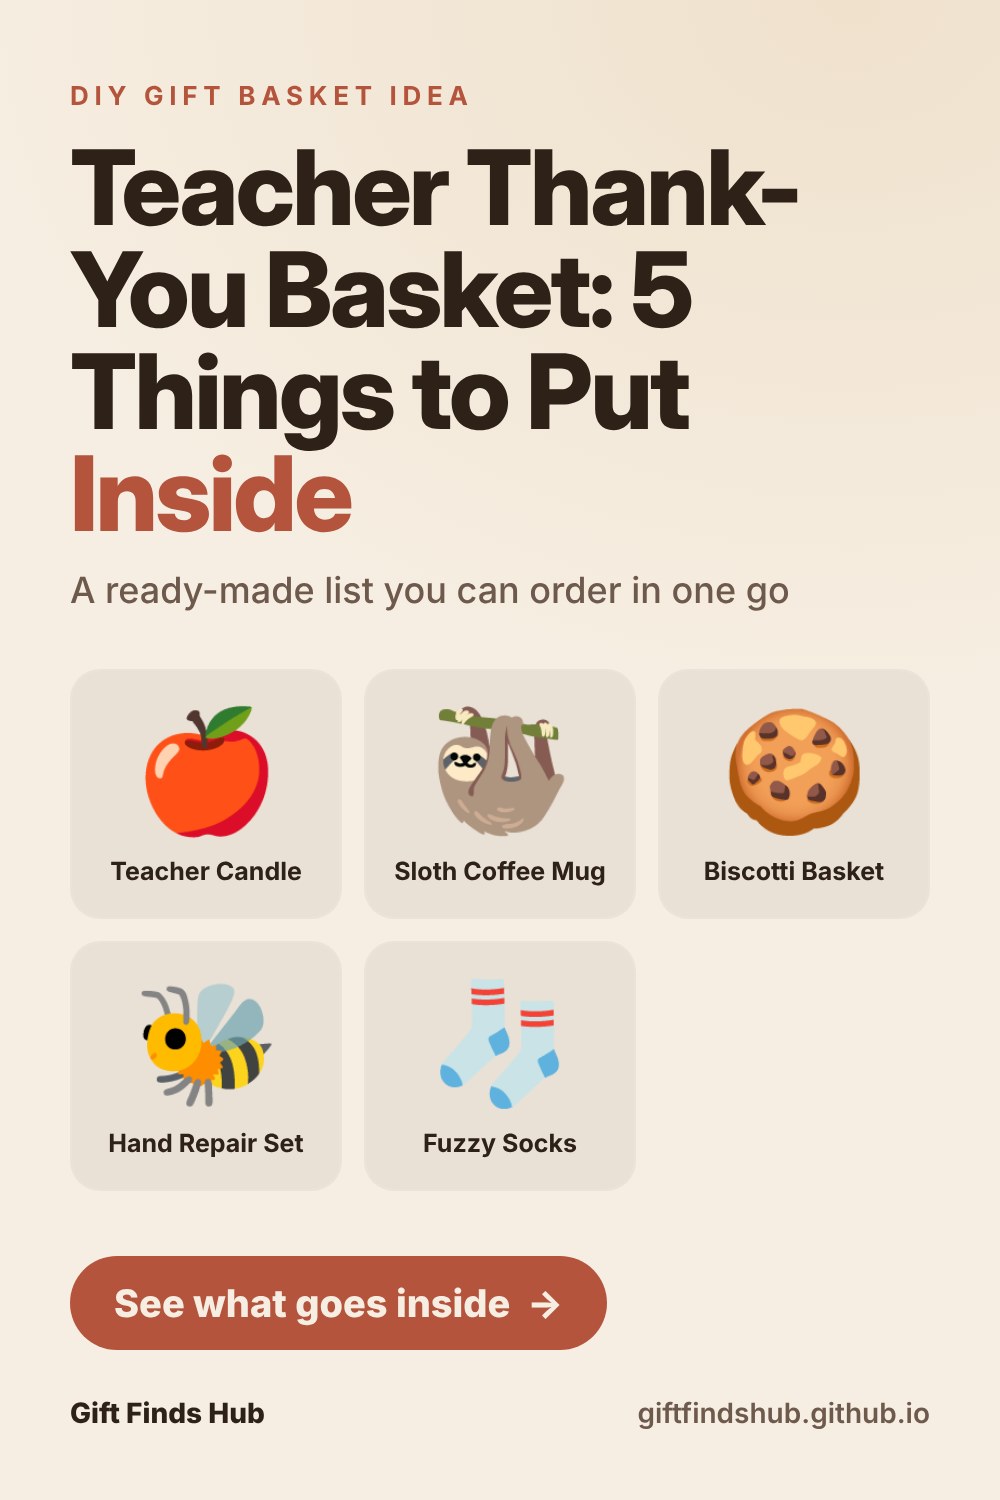 DIY GIFT BASKET IDEA
Teacher Thank-
You Basket: 5
Things to Put
Inside
A ready-made list you can order in one go
Teacher Candle
Sloth Coffee Mug
Biscotti Basket
Hand Repair Set
Fuzzy Socks
See what goes inside →
Gift Finds Hub
giftfindshub.github.io